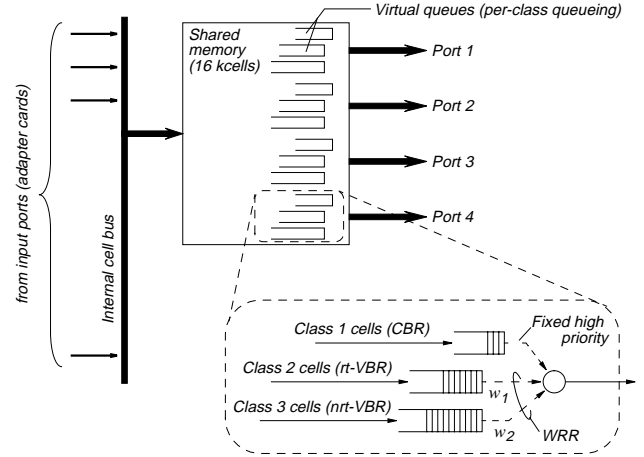 Virtual queues (per-class queueing)
Shared
memory
(16 kcells)
Port 1
Port 2
Port 3
Port 4
from input ports (adapter cards)
Internal cell bus
Class 1 cells (CBR)
Fixed high
priority
Class 2 cells (rt-VBR)
w1
Class 3 cells (nrt-VBR)
w2
WRR